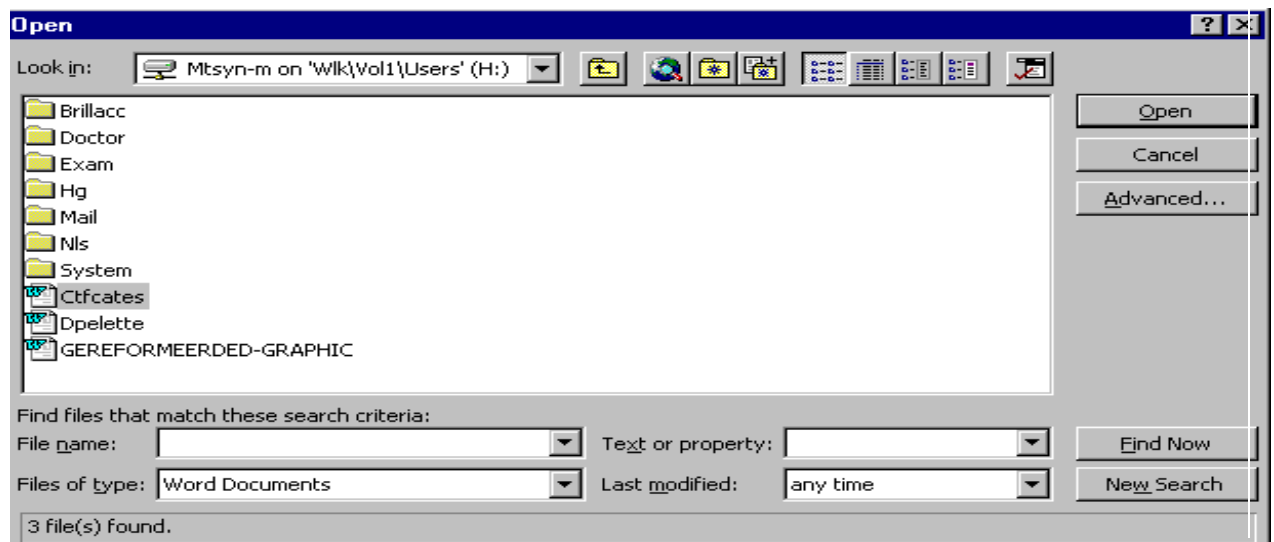 Open
Look in: Mtsyn-m on 'Wlk\Vol1\Users' (H:)
Brillacc
Doctor
Exam
Hg
Mail
Nls
System
Ctfcates
Dpelette
GEREFORMEERDED-GRAPHIC
Open
Cancel
Advanced...
Find files that match these search criteria:
File name: Text or property: Find Now
Files of type: Word Documents Last modified: any time New Search
3 file(s) found.